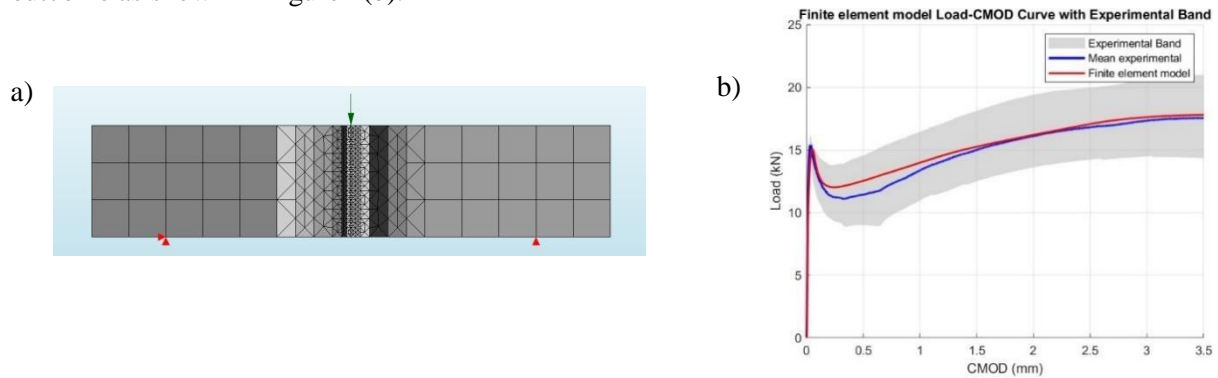 a)
b)
Finite element model Load-CMOD Curve with Experimental Band
Experimental Band
Mean experimental
Finite element model
Load (kN)
25
20
15
10
5
0
0 0.5 1 1.5 2 2.5 3 3.5
CMOD (mm)